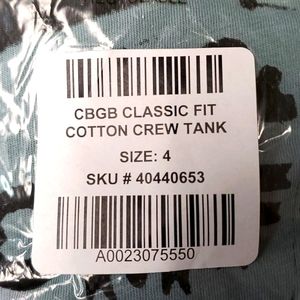 CBGB CLASSIC FIT
COTTON CREW TANK
SIZE: 4
SKU # 40440653
A0023075550